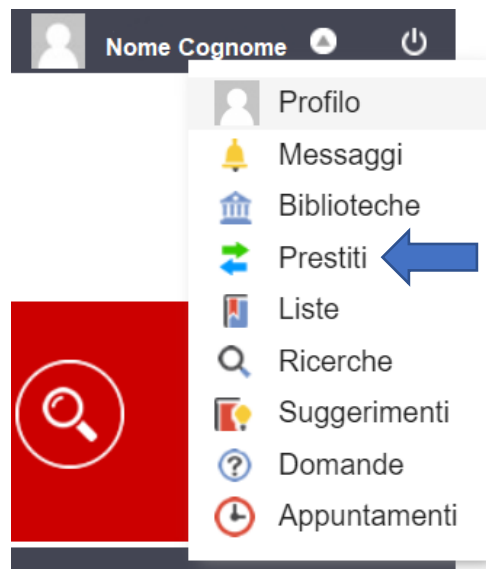 Nome Cognome
Profilo
Messaggi
Biblioteche
Prestiti
Liste
Ricerche
Suggerimenti
Domande
Appuntamenti